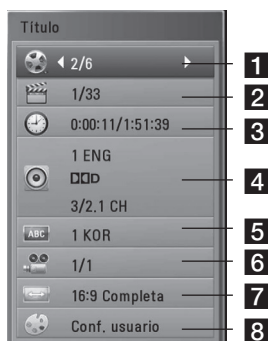 Título
2/6 1
1/33 2
0:00:11/1:51:39 3
1 ENG
D 4
3/2.1 CH
ABC 1 KOR 5
1/1 6
16:9 Completa 7
Conf. usuario 8